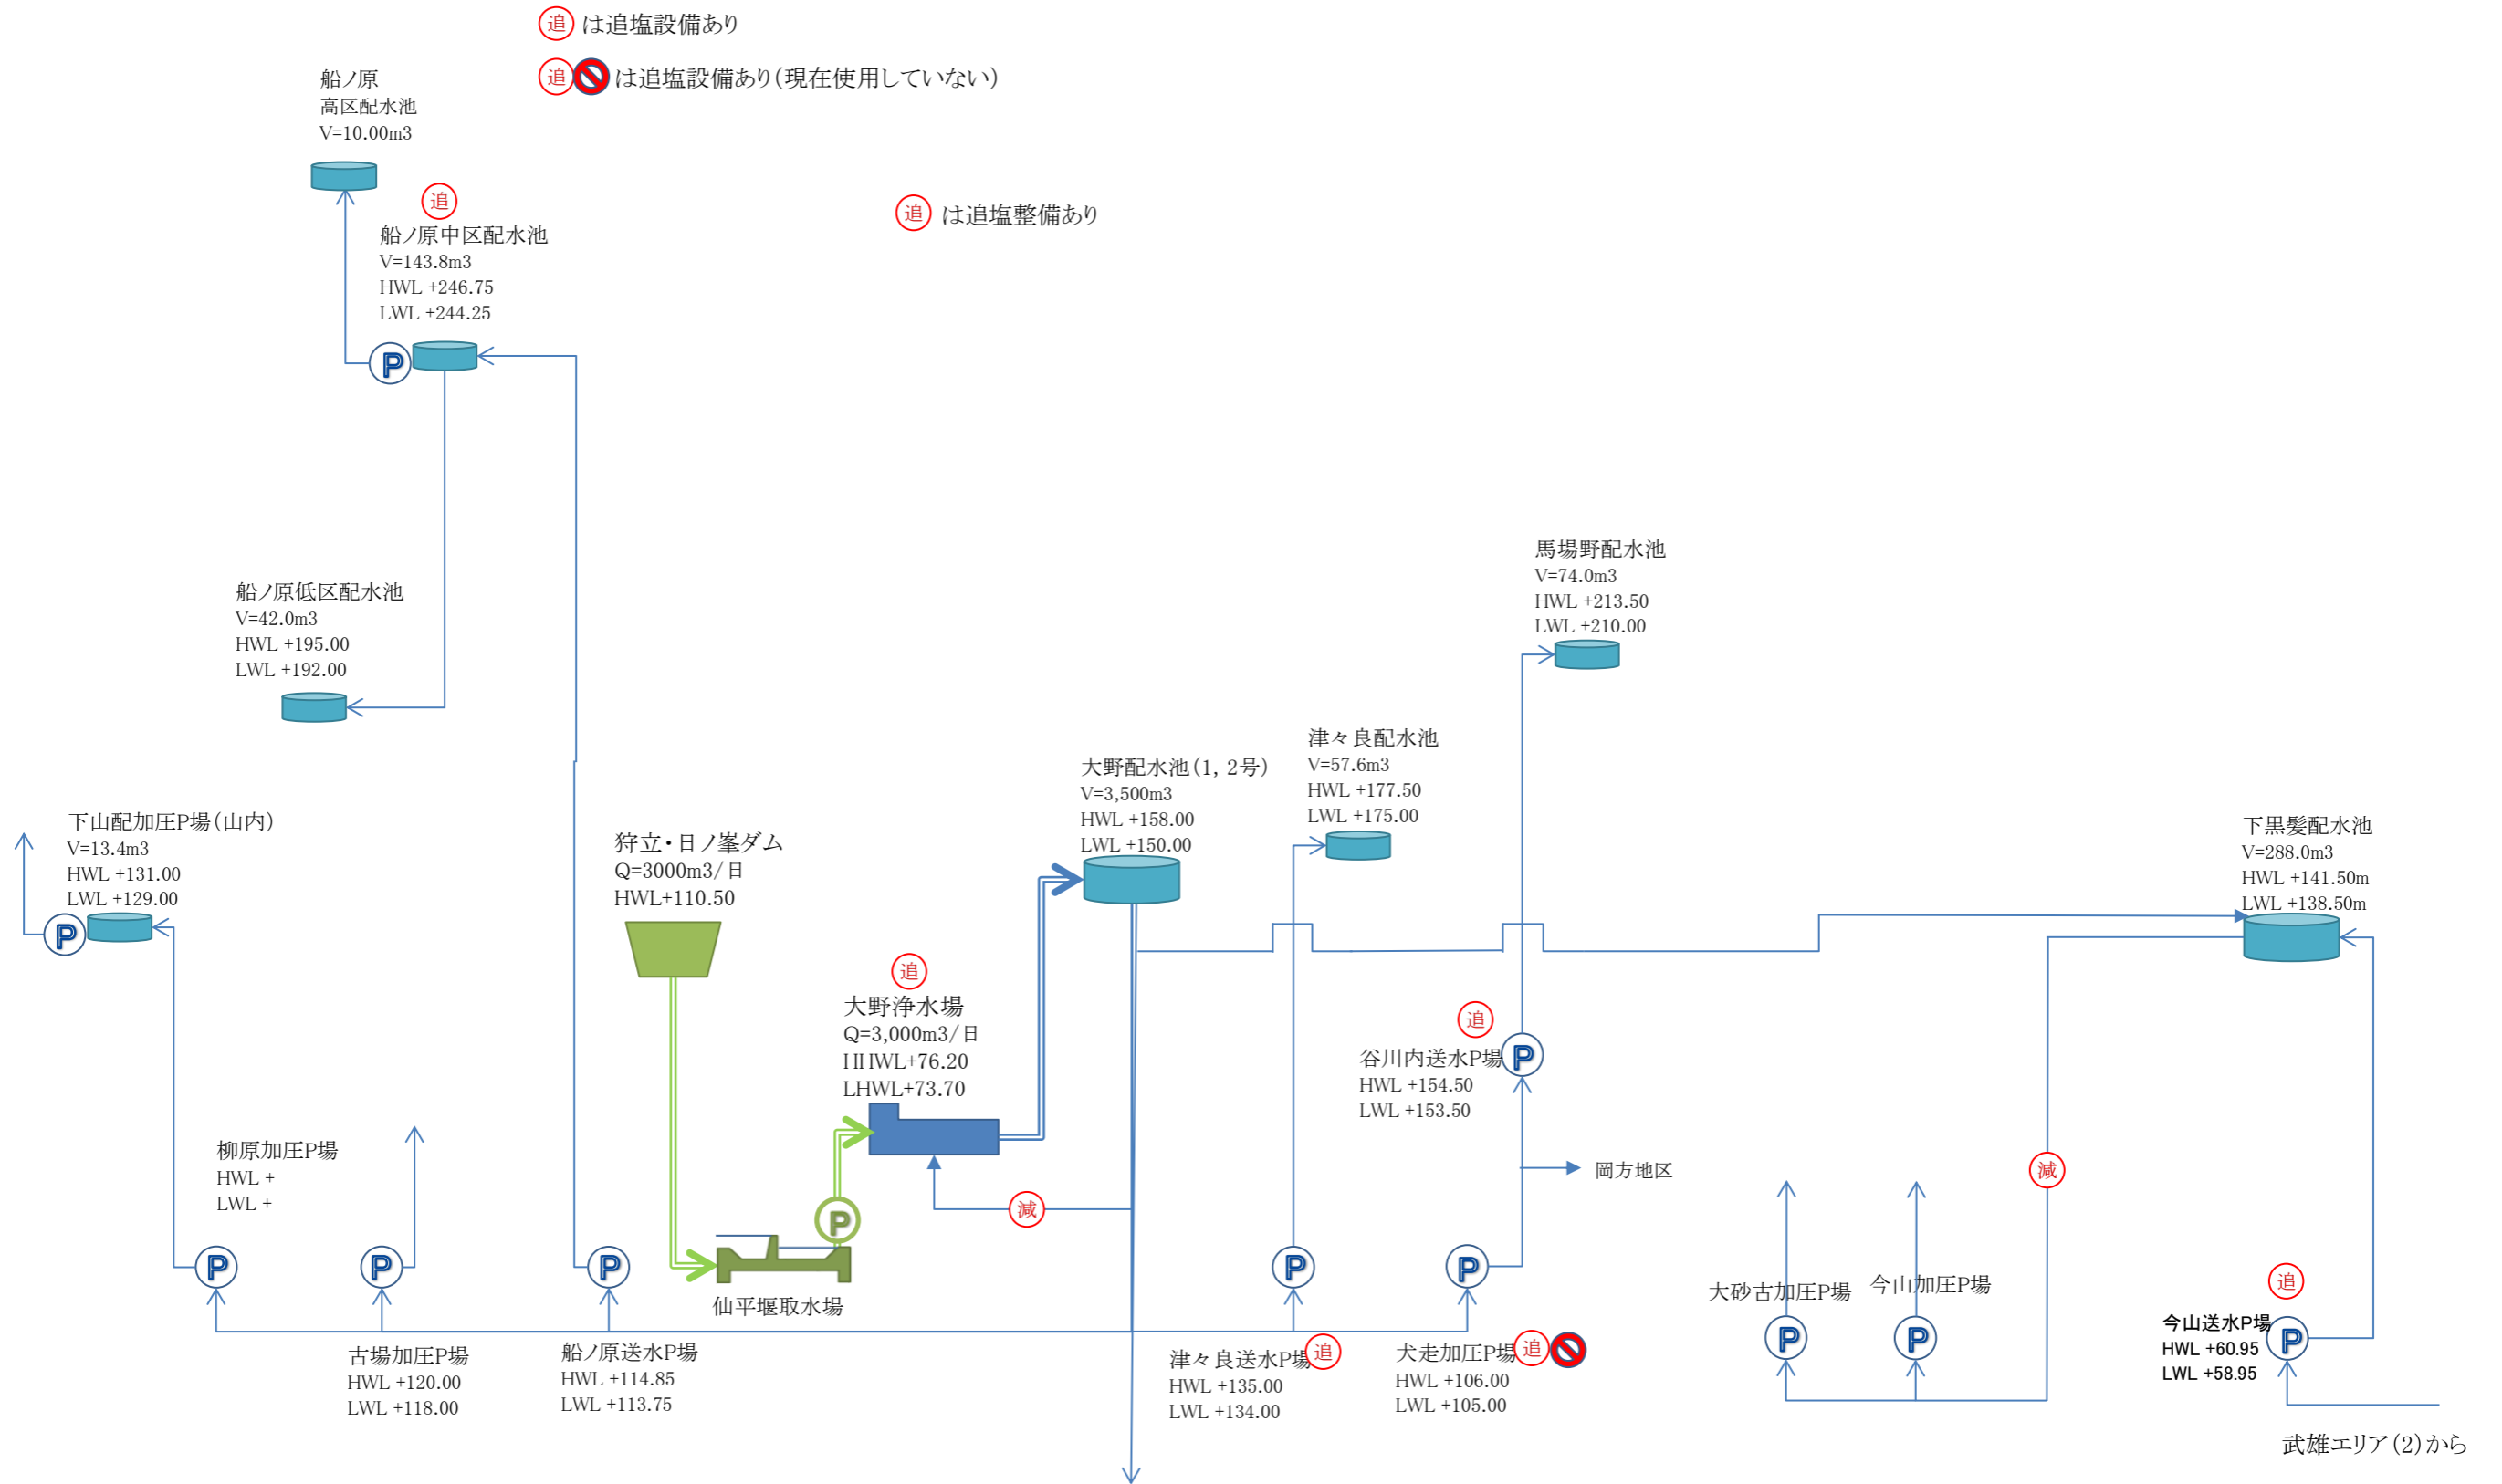 追 は追塩設備あり
追 は追塩設備あり(現在使用していない)
船ノ原
高区配水池
V=10.00m3
追
船ノ原中区配水池
V=143.8m3
HWL +246.75
LWL +244.25
P
追 は追塩整備あり
船ノ原低区配水池
V=42.0m3
HWL +195.00
LWL +192.00
馬場野配水池
V=74.0m3
HWL +213.50
LWL +210.00
津々良配水池
V=57.6m3
HWL +177.50
LWL +175.00
大野配水池(1, 2号)
V=3,500m3
HWL +158.00
LWL +150.00
下山配加圧P場(山内)
V=13.4m3
HWL +131.00
LWL +129.00
P
狩立・日ノ峯ダム
Q=3000m3/日
HWL+110.50
下黒髪配水池
V=288.0m3
HWL +141.50m
LWL +138.50m
追
大野浄水場
Q=3,000m3/日
HHWL+76.20
LHWL+73.70
追
谷川内送水P場
HWL +154.50
LWL +153.50
P
岡方地区
減
減
柳原加圧P場
HWL +
LWL +
P
P
P
P
仙平堰取水場
P
P
古場加圧P場
HWL +120.00
LWL +118.00
船ノ原送水P場
HWL +114.85
LWL +113.75
津々良送水P場
追
HWL +135.00
LWL +134.00
犬走加圧P場
追
HWL +106.00
LWL +105.00
大砂古加圧P場
P
今山加圧P場
P
追
今山送水P場
HWL +60.95
LWL +58.95
P
武雄エリア(2)から